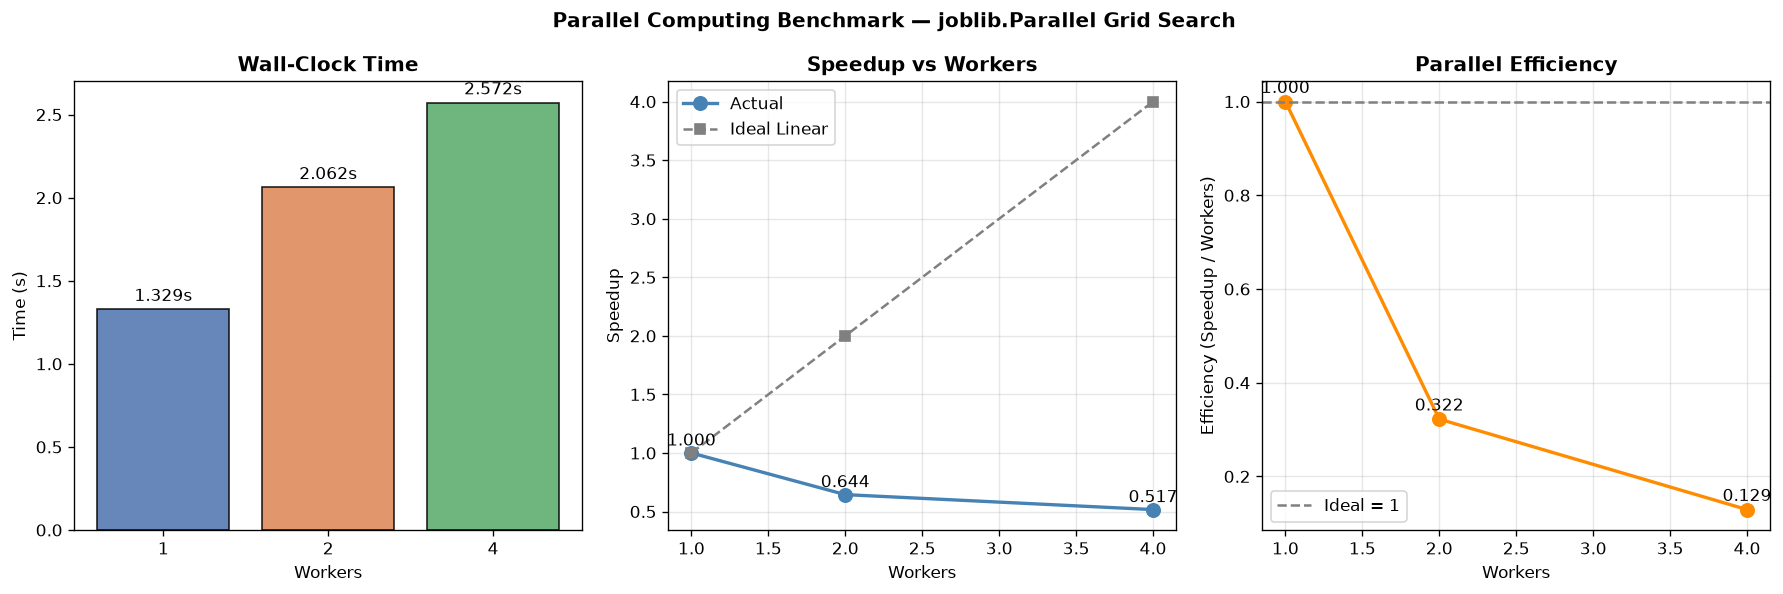 Parallel Computing Benchmark — joblib.Parallel Grid Search
Wall-Clock Time
Time (s)
2.5
2.0
1.5
1.0
0.5
0.0
1.329s
2.062s
2.572s
1
2
4
Workers
Speedup vs Workers
Actual
Ideal Linear
Speedup
4.0
3.5
3.0
2.5
2.0
1.5
1.0
0.5
1.000
0.644
0.517
1.0
1.5
2.0
2.5
3.0
3.5
4.0
Workers
Parallel Efficiency
Efficiency (Speedup / Workers)
1.0
0.8
0.6
0.4
0.2
1.000
0.322
0.129
Ideal = 1
1.0
1.5
2.0
2.5
3.0
3.5
4.0
Workers